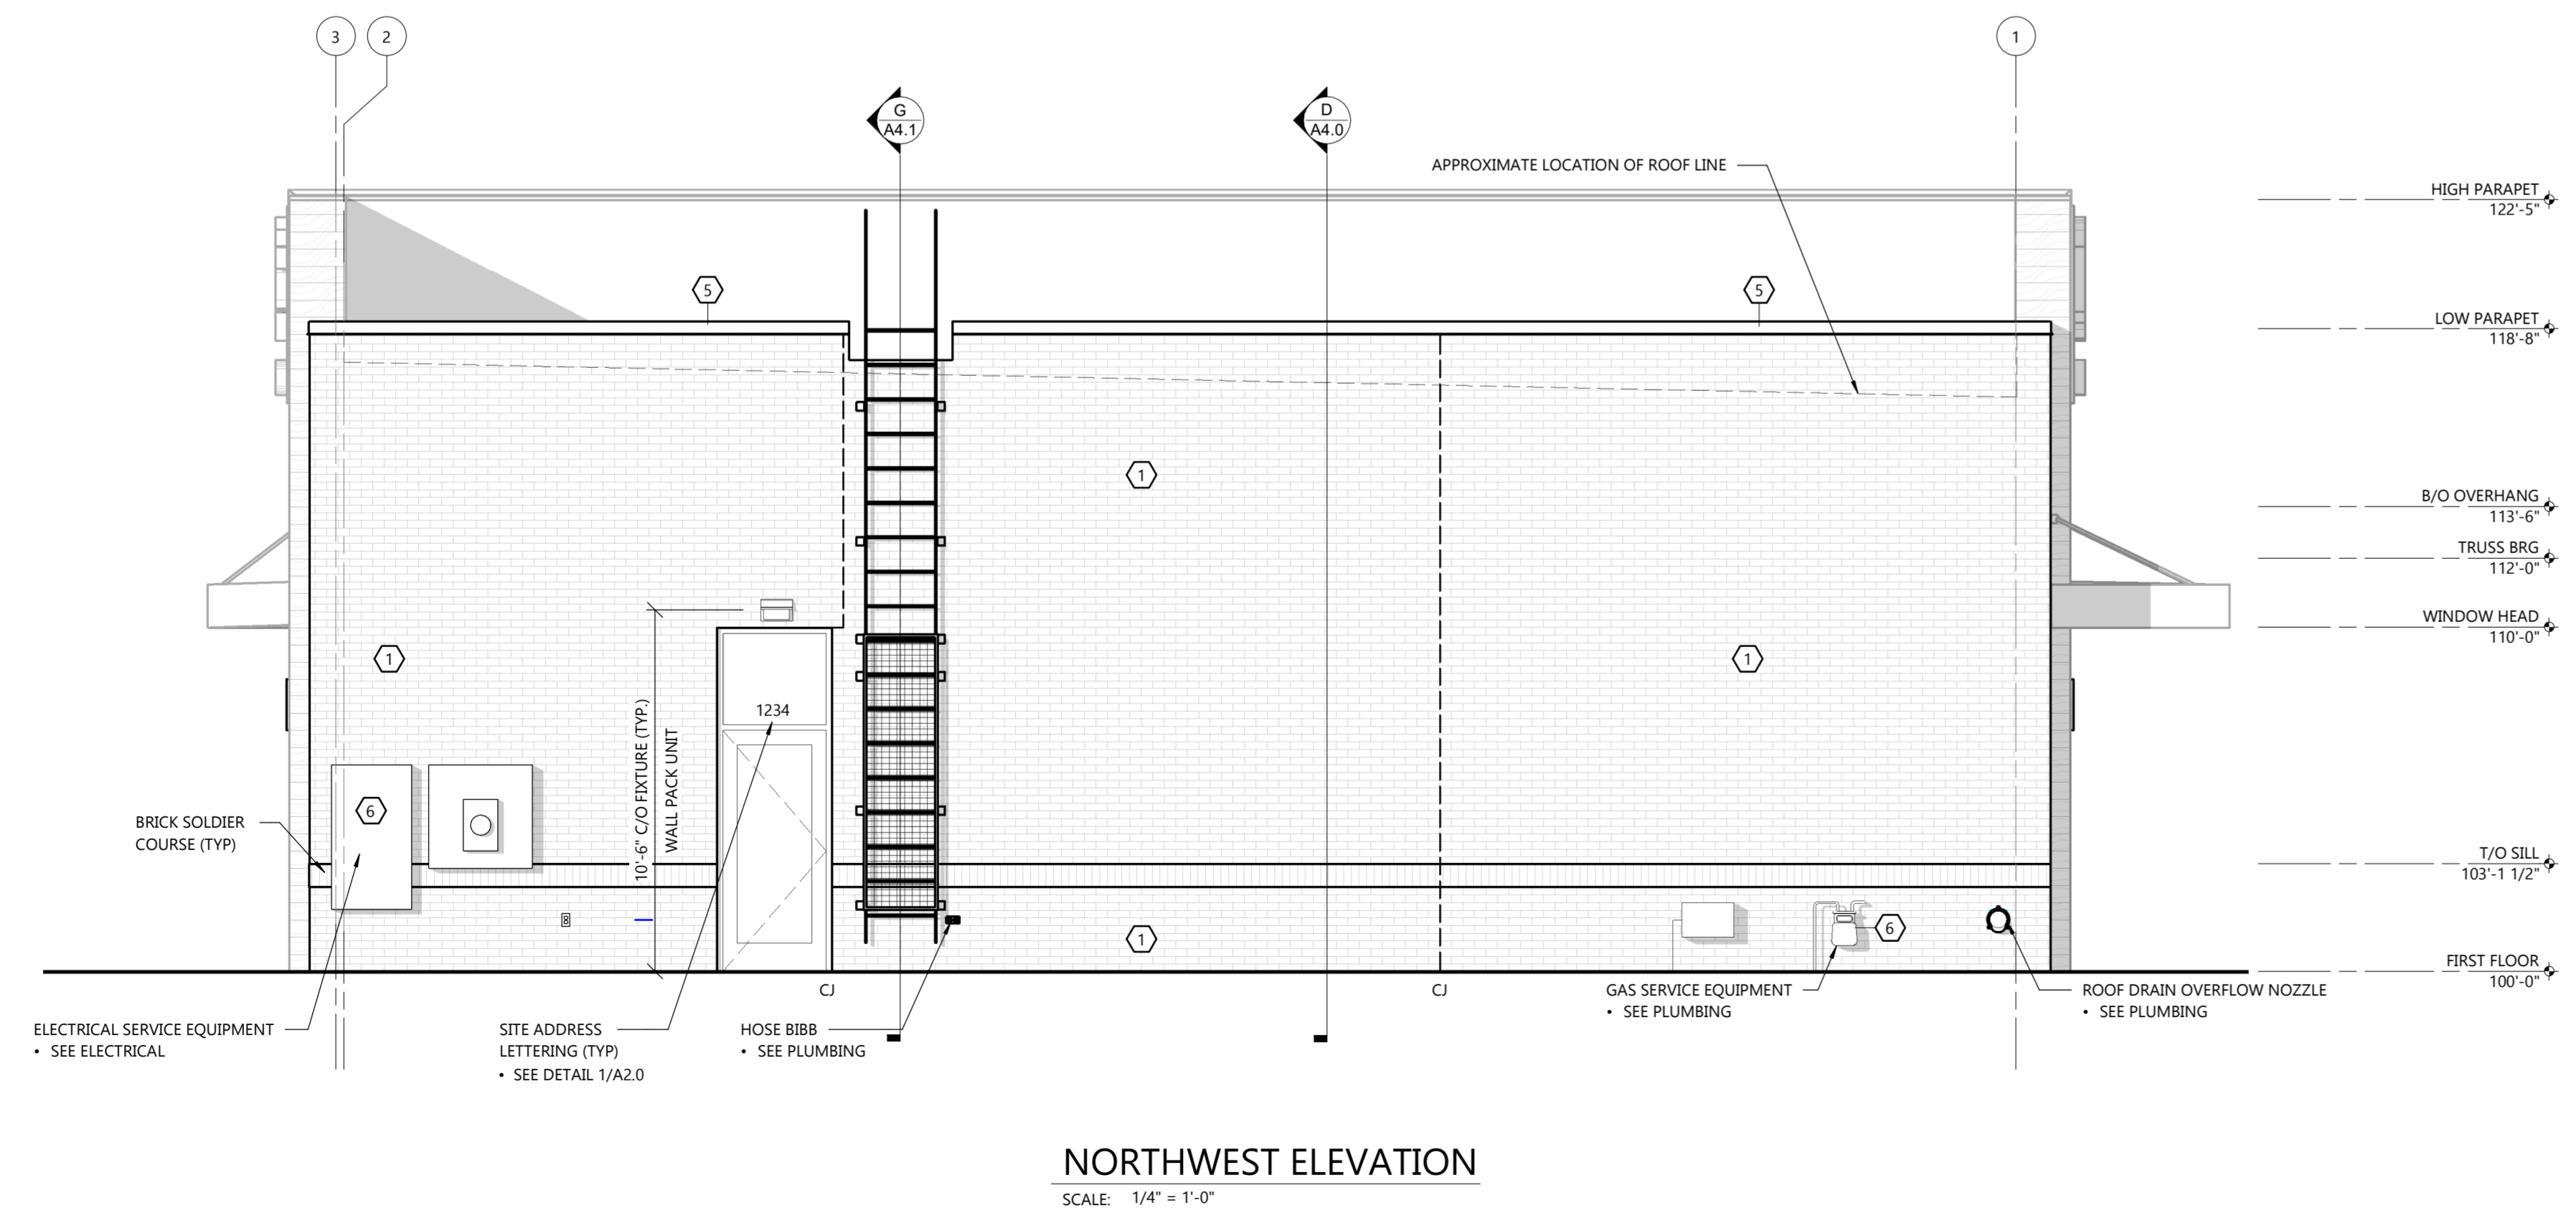 3
2
1
G
A4.1
D
A4.0
APPROXIMATE LOCATION OF ROOF LINE
HIGH PARAPET
122'-5"
5
5
LOW PARAPET
118'-8"
1
B/O OVERHANG
113'-6"
TRUSS BRG
112'-0"
WINDOW HEAD
110'-0"
1
1
1234
10'-6" C/O FIXTURE (TYP.)
WALL PACK UNIT
6
BRICK SOLDIER
COURSE (TYP)
T/O SILL
103'-1 1/2"
1
6
FIRST FLOOR
100'-0"
CJ
CJ
GAS SERVICE EQUIPMENT
• SEE PLUMBING
ROOF DRAIN OVERFLOW NOZZLE
• SEE PLUMBING
ELECTRICAL SERVICE EQUIPMENT
• SEE ELECTRICAL
SITE ADDRESS
LETTERING (TYP)
• SEE DETAIL 1/A2.0
HOSE BIBB
• SEE PLUMBING
NORTHWEST ELEVATION
SCALE: 1/4" = 1'-0"